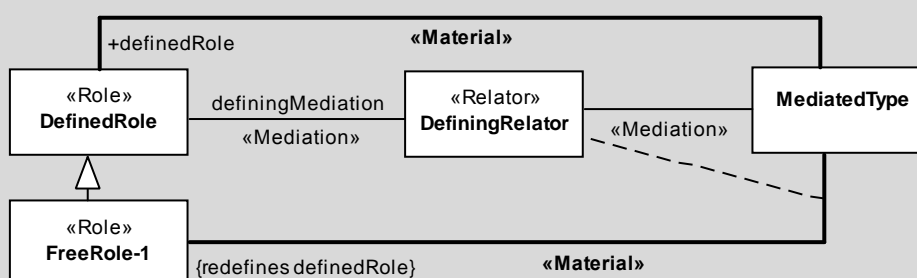 +definedRole
«Material»
«Role»
DefinedRole
definingMediation
«Mediation»
«Relator»
DefiningRelator
«Mediation»
MediatedType
«Role»
FreeRole-1
{redefines definedRole}
«Material»